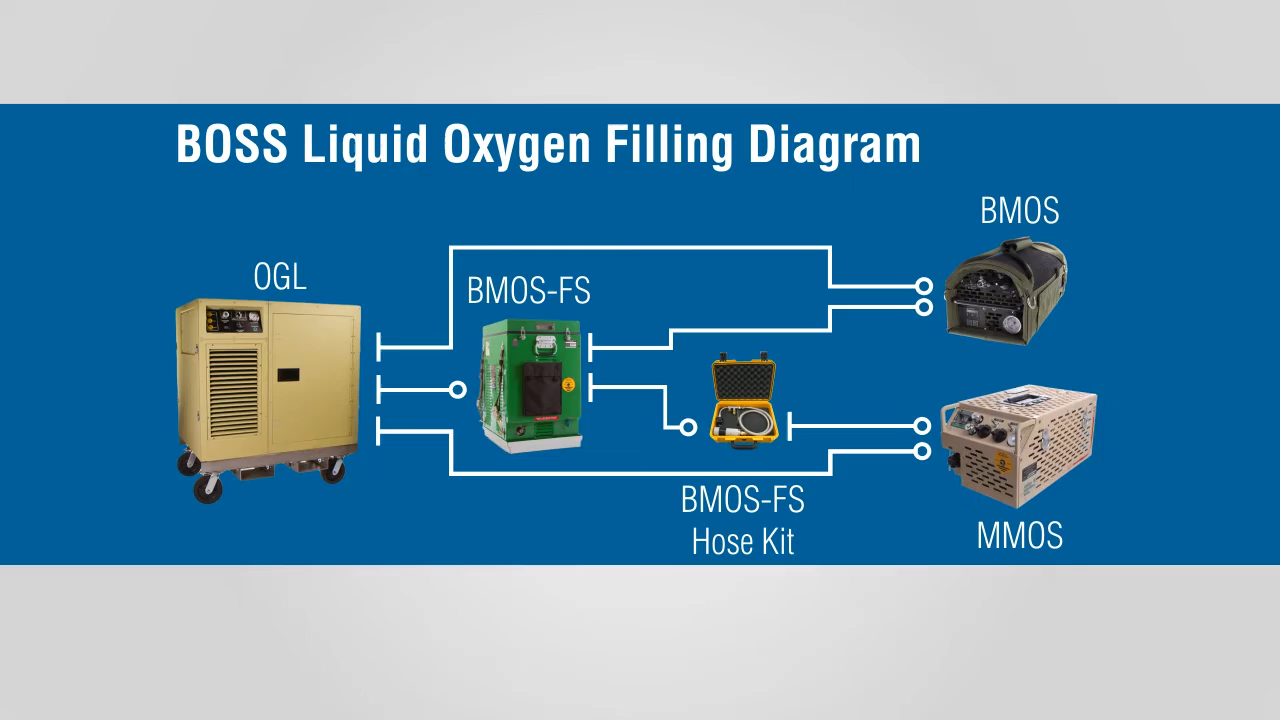 BOSS Liquid Oxygen Filling Diagram
BMOS
OGL
BMOS-FS
BMOS-FS
Hose Kit
MMOS